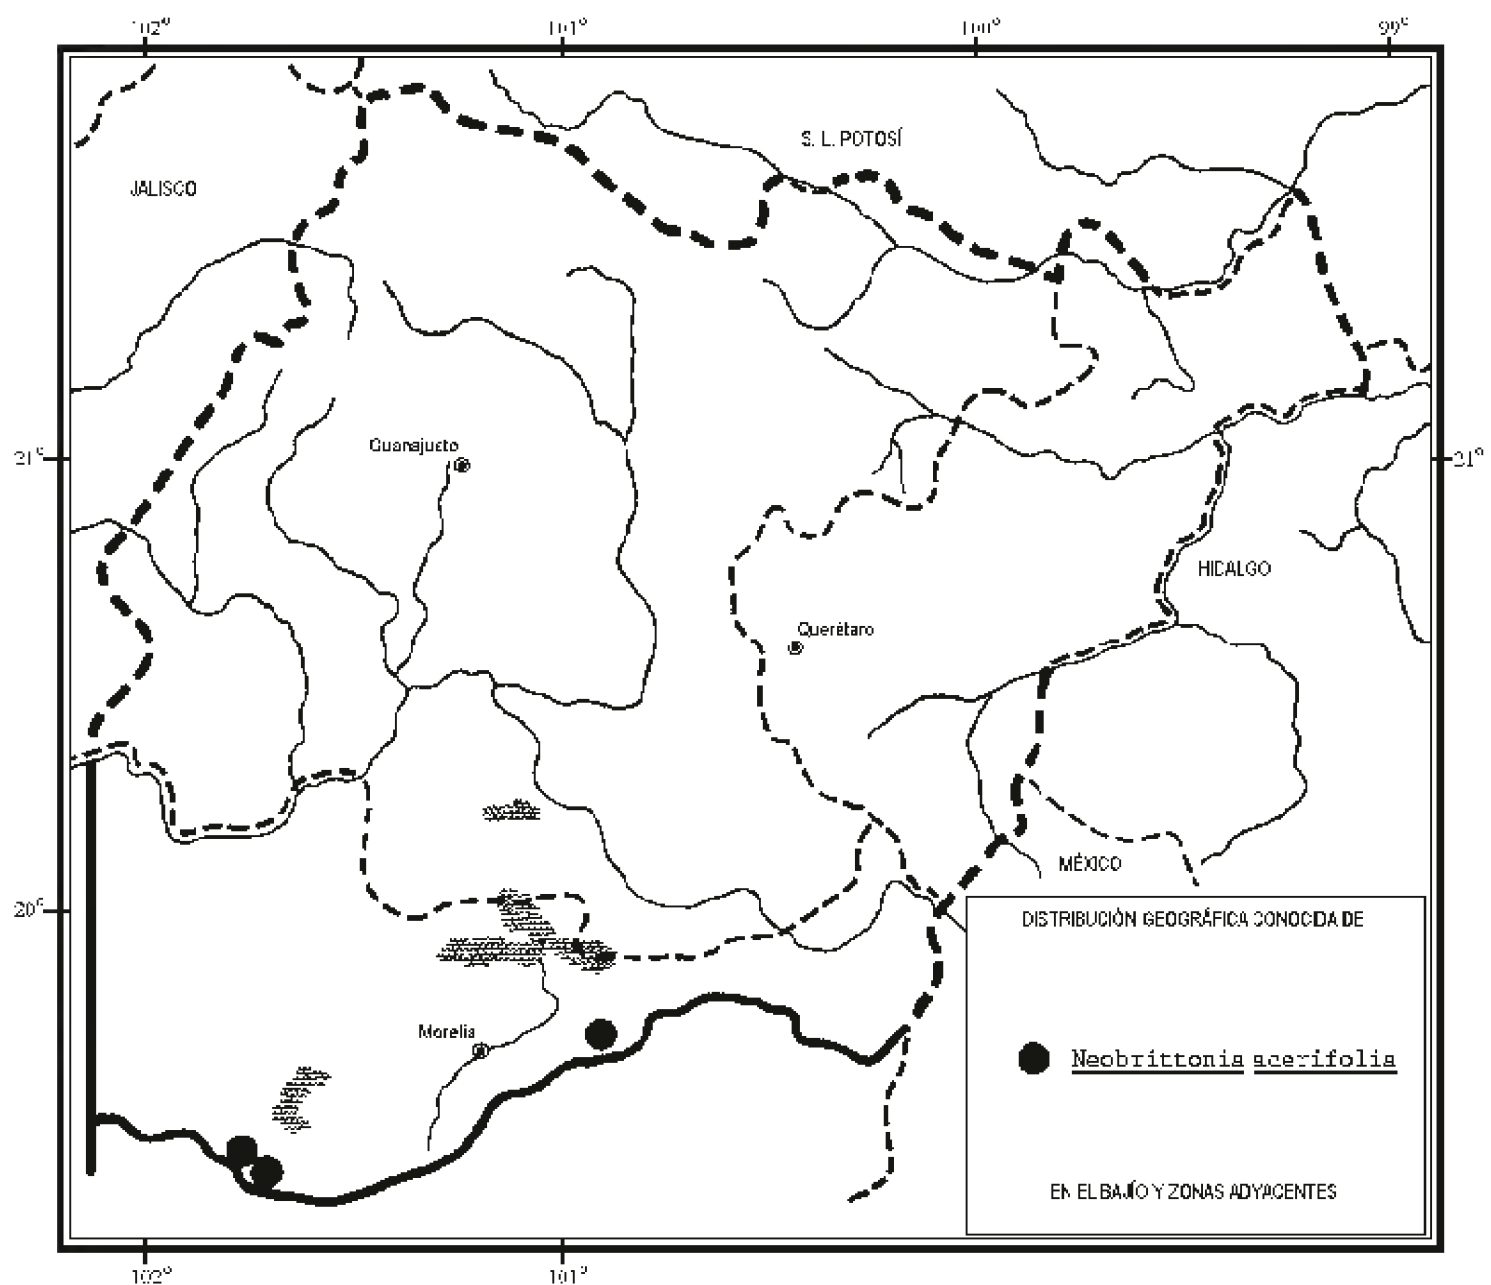 102° 101° 100° 99°
S. L. POTOSÍ
JALISCO
Guanajuato
21° 21°
HIDALGO
Querétaro
MÉXICO
20°
DISTRIBUCIÓN GEOGRÁFICA CONOCIDA DE
Morelia
Neobrittonia acerifolia
EN EL BAJÍO Y ZONAS ADYACENTES
102° 101°